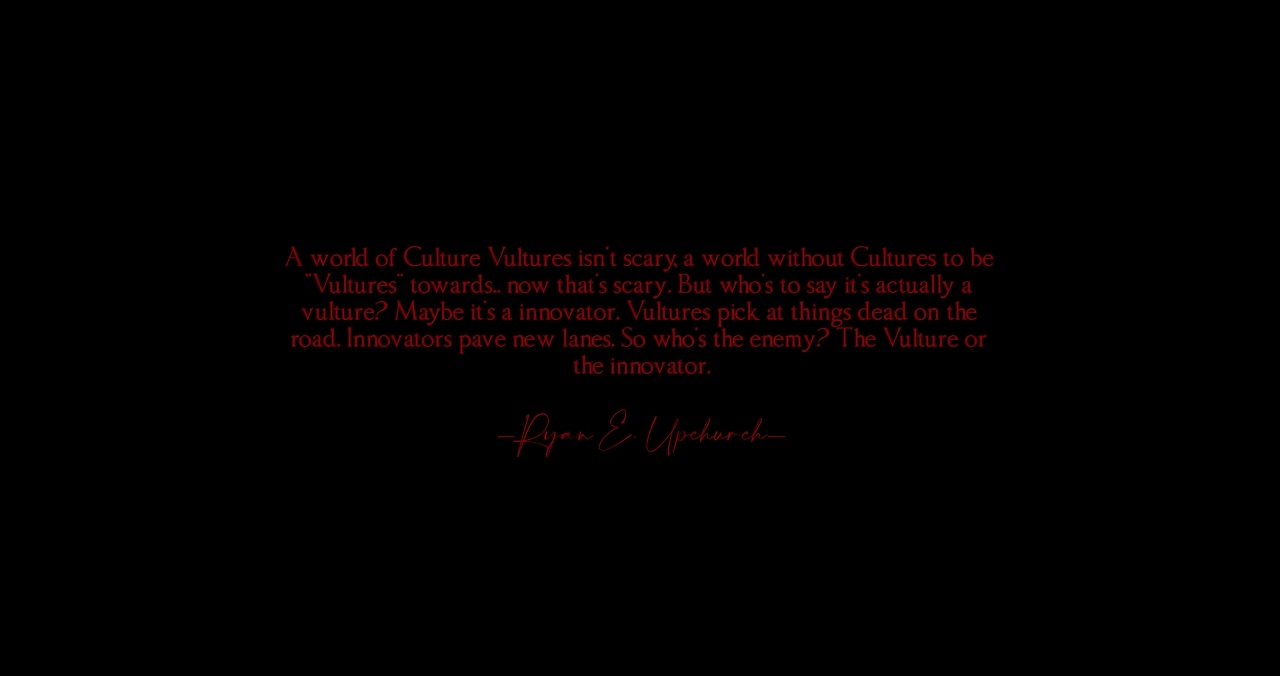 A world of Culture Vultures isn't scary, a world without Cultures to be
"Vultures" towards.. now that's scary. But who's to say it's actually a
vulture? Maybe it's a innovator. Vultures pick at things dead on the
road. Innovators pave new lanes. So who's the enemy? The Vulture or
the innovator.
—Ryan E. Upchurch—